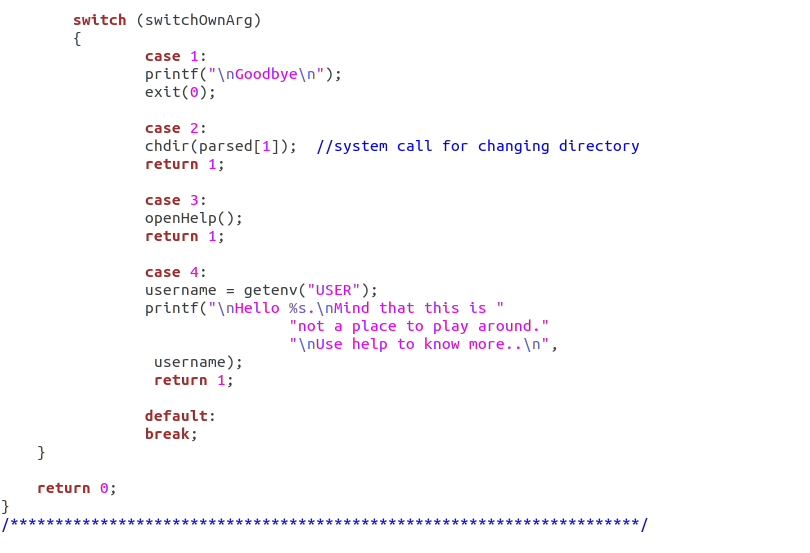 switch (switchOwnArg)
{
case 1:
printf("\nGoodbye\n");
exit(0);
case 2:
chdir(parsed[1]);  //system call for changing directory
return 1;
case 3:
openHelp();
return 1;
case 4:
username = getenv("USER");
printf("\nHello %s.\nMind that this is "
"not a place to play around."
"\nUse help to know more..\n",
username);
return 1;
default:
break;
}
return 0;
}
/**********************************************************************/